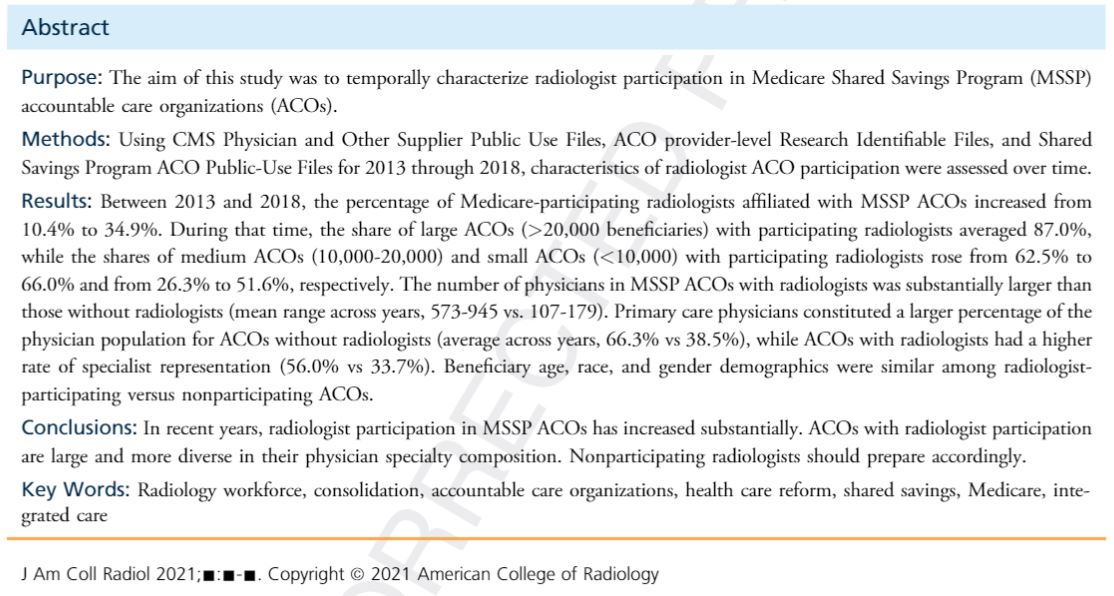 Abstract
Purpose: The aim of this study was to temporally characterize radiologist participation in Medicare Shared Savings Program (MSSP)
accountable care organizations (ACOs).
Methods: Using CMS Physician and Other Supplier Public Use Files, ACO provider-level Research Identifiable Files, and Shared
Savings Program ACO Public-Use Files for 2013 through 2018, characteristics of radiologist ACO participation were assessed over time.
Results: Between 2013 and 2018, the percentage of Medicare-participating radiologists affiliated with MSSP ACOs increased from
10.4% to 34.9%. During that time, the share of large ACOs (>20,000 beneficiaries) with participating radiologists averaged 87.0%,
while the shares of medium ACOs (10,000-20,000) and small ACOs (<10,000) with participating radiologists rose from 62.5% to
66.0% and from 26.3% to 51.6%, respectively. The number of physicians in MSSP ACOs with radiologists was substantially larger than
those without radiologists (mean range across years, 573-945 vs. 107-179). Primary care physicians constituted a larger percentage of the
physician population for ACOs without radiologists (average across years, 66.3% vs 38.5%), while ACOs with radiologists had a higher
rate of specialist representation (56.0% vs 33.7%). Beneficiary age, race, and gender demographics were similar among radiologist-
participating versus nonparticipating ACOs.
Conclusions: In recent years, radiologist participation in MSSP ACOs has increased substantially. ACOs with radiologist participation
are large and more diverse in their physician specialty composition. Nonparticipating radiologists should prepare accordingly.
Key Words: Radiology workforce, consolidation, accountable care organizations, health care reform, shared savings, Medicare, inte-
grated care
J Am Coll Radiol 2021;■:■-■. Copyright © 2021 American College of Radiology
RRECTED P